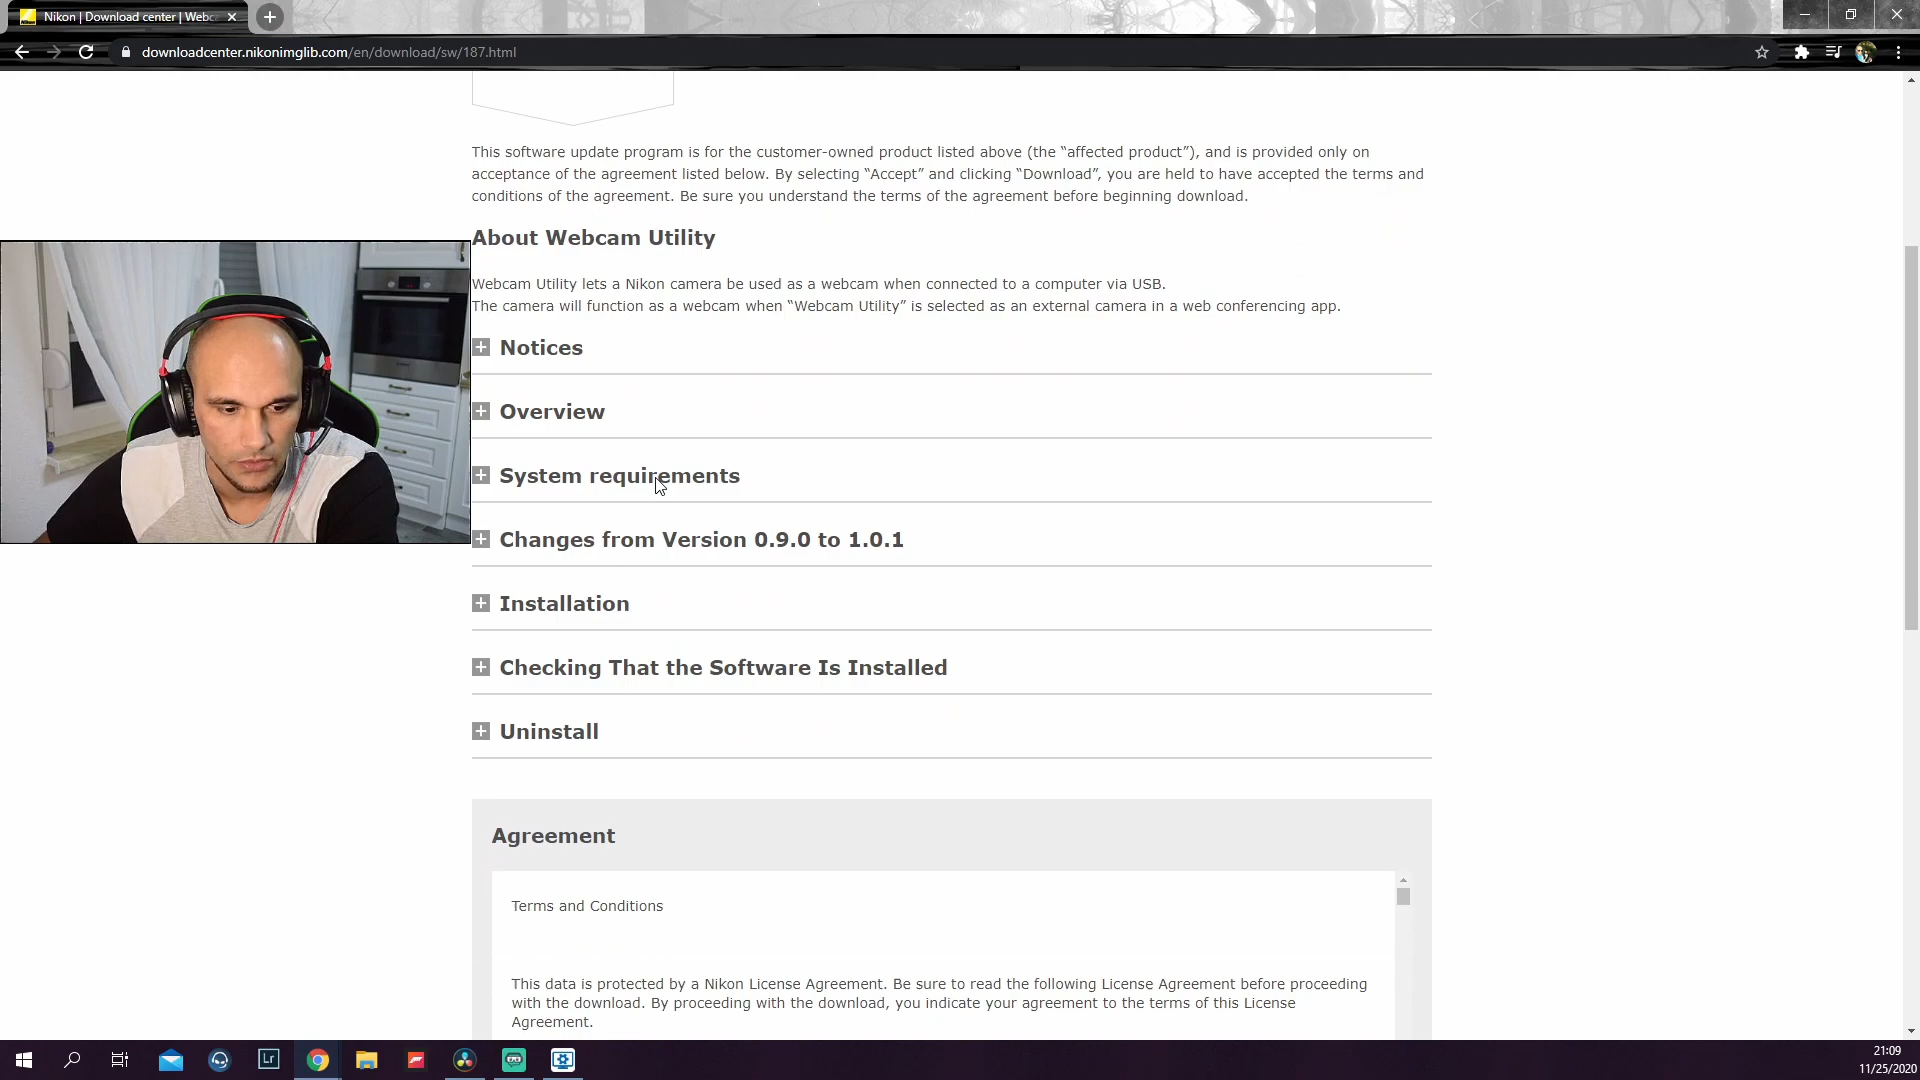 Nikon | Download center | Webc
downloadcenter.nikonimglib.com/en/download/sw/187.html
This software update program is for the customer-owned product listed above (the “affected product”), and is provided only on
acceptance of the agreement listed below. By selecting “Accept” and clicking “Download”, you are held to have accepted the terms and
conditions of the agreement. Be sure you understand the terms of the agreement before beginning download.
About Webcam Utility
Webcam Utility lets a Nikon camera be used as a webcam when connected to a computer via USB.
The camera will function as a webcam when “Webcam Utility” is selected as an external camera in a web conferencing app.
Notices
Overview
System requirements
Changes from Version 0.9.0 to 1.0.1
Installation
Checking That the Software Is Installed
Uninstall
Agreement
Terms and Conditions
This data is protected by a Nikon License Agreement. Be sure to read the following License Agreement before proceeding
with the download. By proceeding with the download, you indicate your agreement to the terms of this License
Agreement.
Lr
21:09
11/25/2020